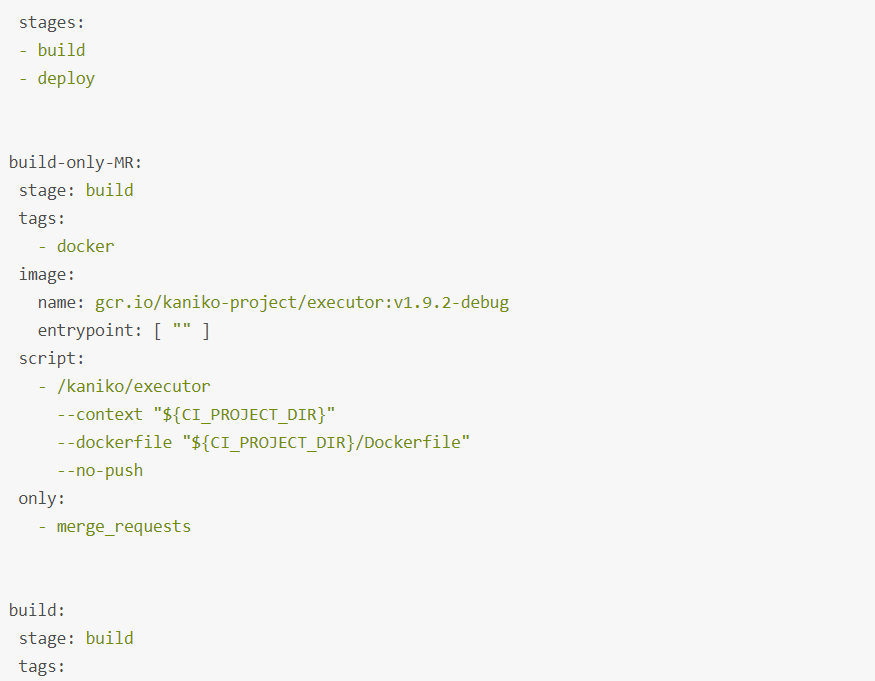 stages:
- build
- deploy
build-only-MR:
stage: build
tags:
- docker
image:
name: gcr.io/kaniko-project/executor:v1.9.2-debug
entrypoint: [ "" ]
script:
- /kaniko/executor
--context "${CI_PROJECT_DIR}"
--dockerfile "${CI_PROJECT_DIR}/Dockerfile"
--no-push
only:
- merge_requests
build:
stage: build
tags: